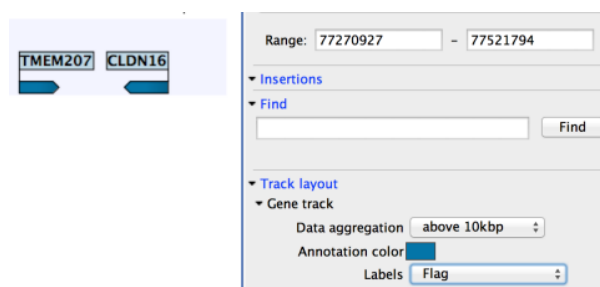 TMEM207 CLDN16
Range: 77270927 - 77521794
Insertions
Find
Find
Track layout
Gene track
Data aggregation above 10kbp
Annotation color
Labels Flag